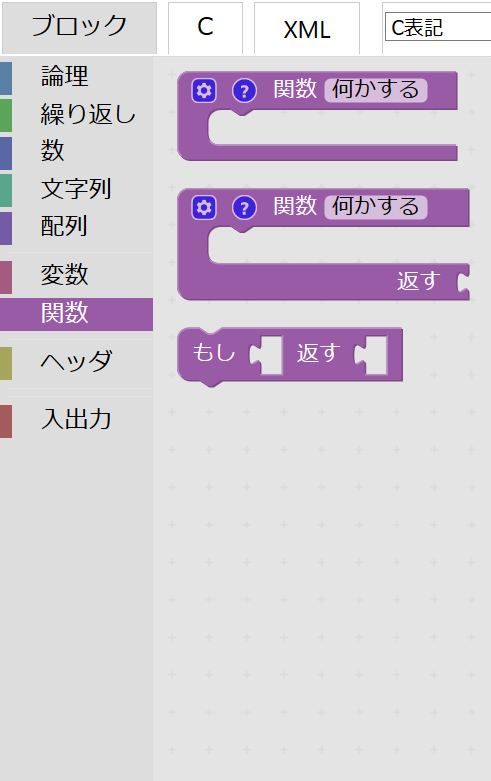 ブロック
C
XML
C表記
論理
繰り返し
数
文字列
配列
変数
関数
ヘッダ
入出力
? 関数 何かする
? 関数 何かする
返す
もし 返す